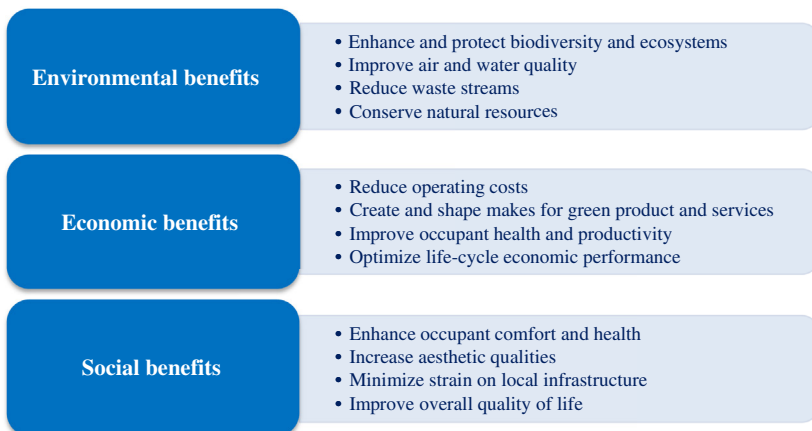 Environmental benefits
• Enhance and protect biodiversity and ecosystems
• Improve air and water quality
• Reduce waste streams
• Conserve natural resources
Economic benefits
• Reduce operating costs
• Create and shape makes for green product and services
• Improve occupant health and productivity
• Optimize life-cycle economic performance
Social benefits
• Enhance occupant comfort and health
• Increase aesthetic qualities
• Minimize strain on local infrastructure
• Improve overall quality of life